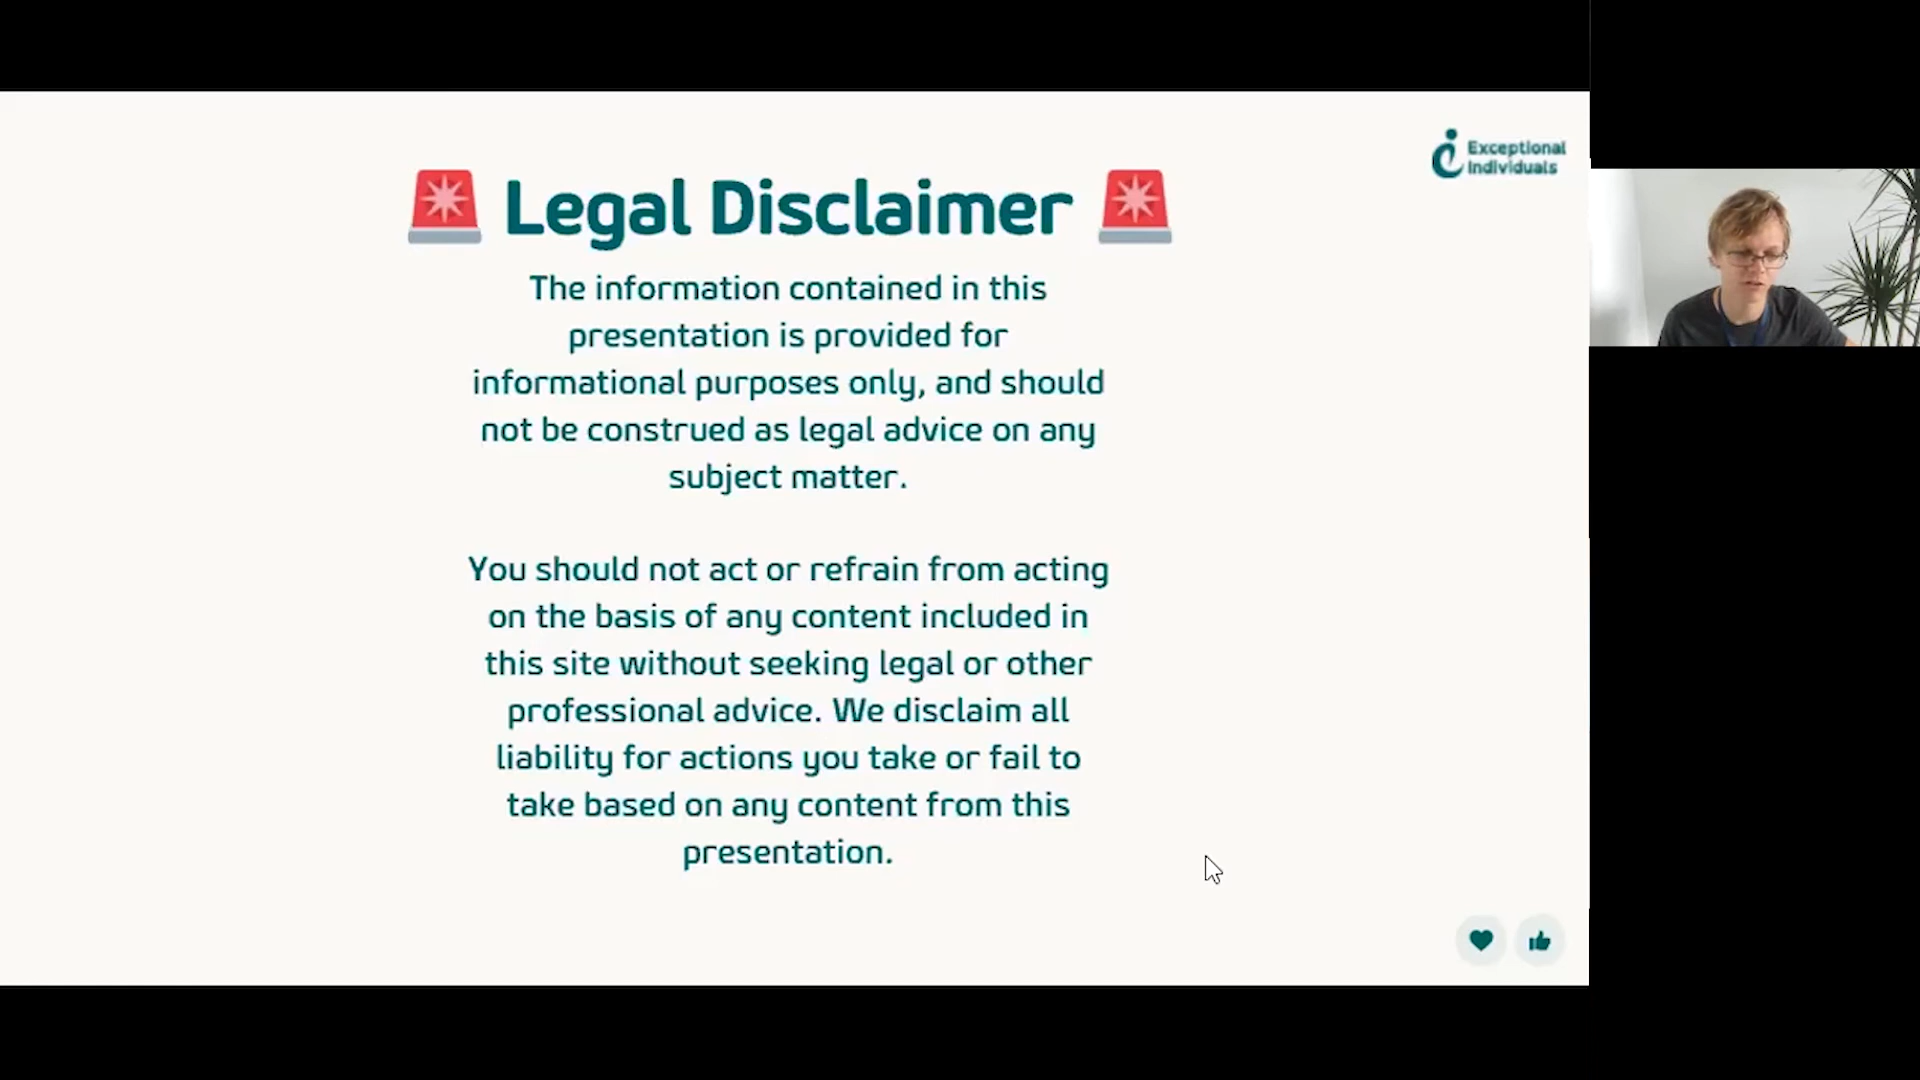 Exceptional
Individuals
Legal Disclaimer
The information contained in this
presentation is provided for
informational purposes only, and should
not be construed as legal advice on any
subject matter.
You should not act or refrain from acting
on the basis of any content included in
this site without seeking legal or other
professional advice. We disclaim all
liability for actions you take or fail to
take based on any content from this
presentation.